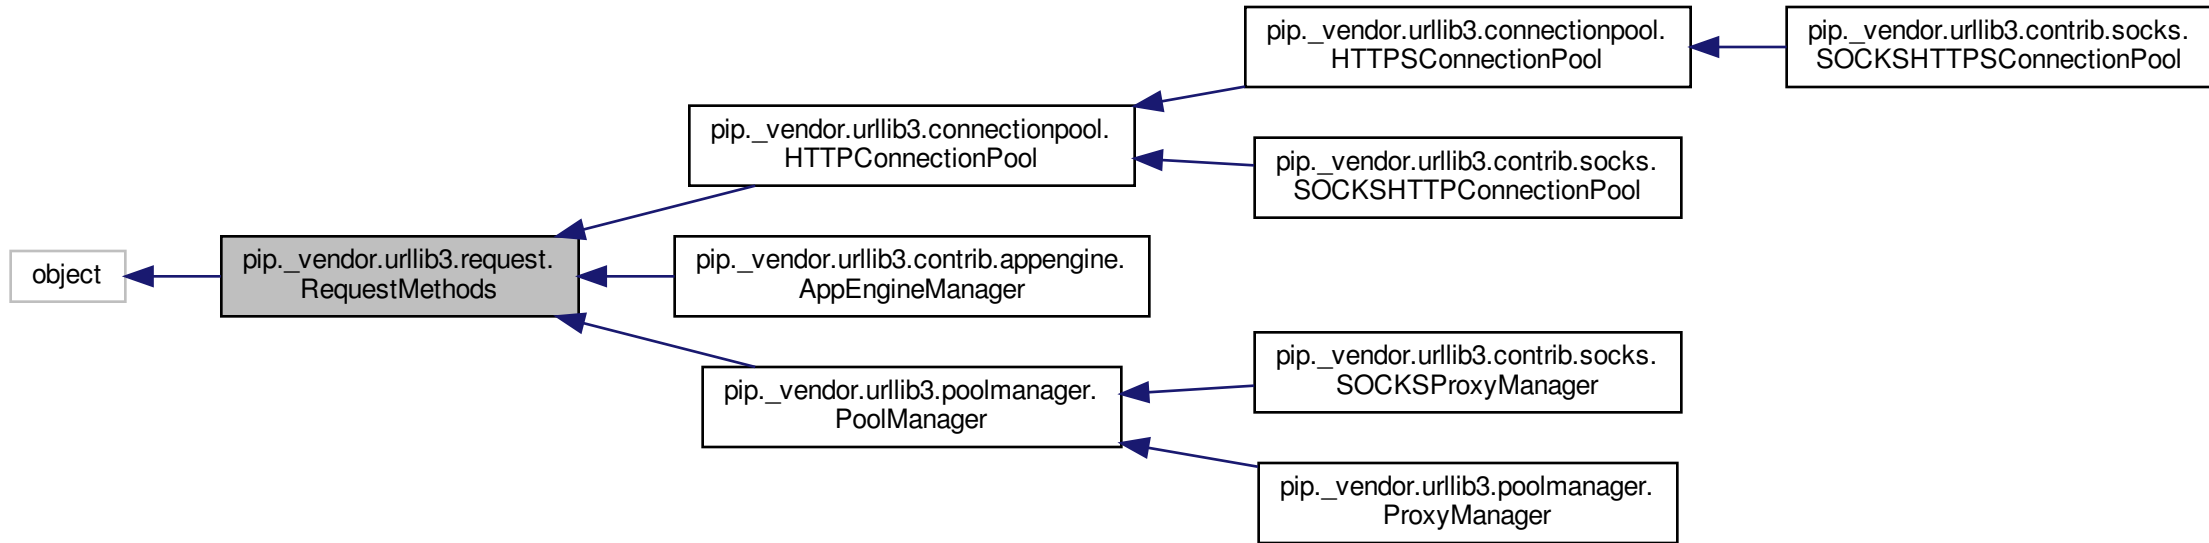 object
pip._vendor.urllib3.request.
RequestMethods
pip._vendor.urllib3.connectionpool.
HTTPConnectionPool
pip._vendor.urllib3.contrib.appengine.
AppEngineManager
pip._vendor.urllib3.poolmanager.
PoolManager
pip._vendor.urllib3.connectionpool.
HTTPSConnectionPool
pip._vendor.urllib3.contrib.socks.
SOCKSHTTPConnectionPool
pip._vendor.urllib3.contrib.socks.
SOCKSProxyManager
pip._vendor.urllib3.poolmanager.
ProxyManager
pip._vendor.urllib3.contrib.socks.
SOCKSHTTPSConnectionPool